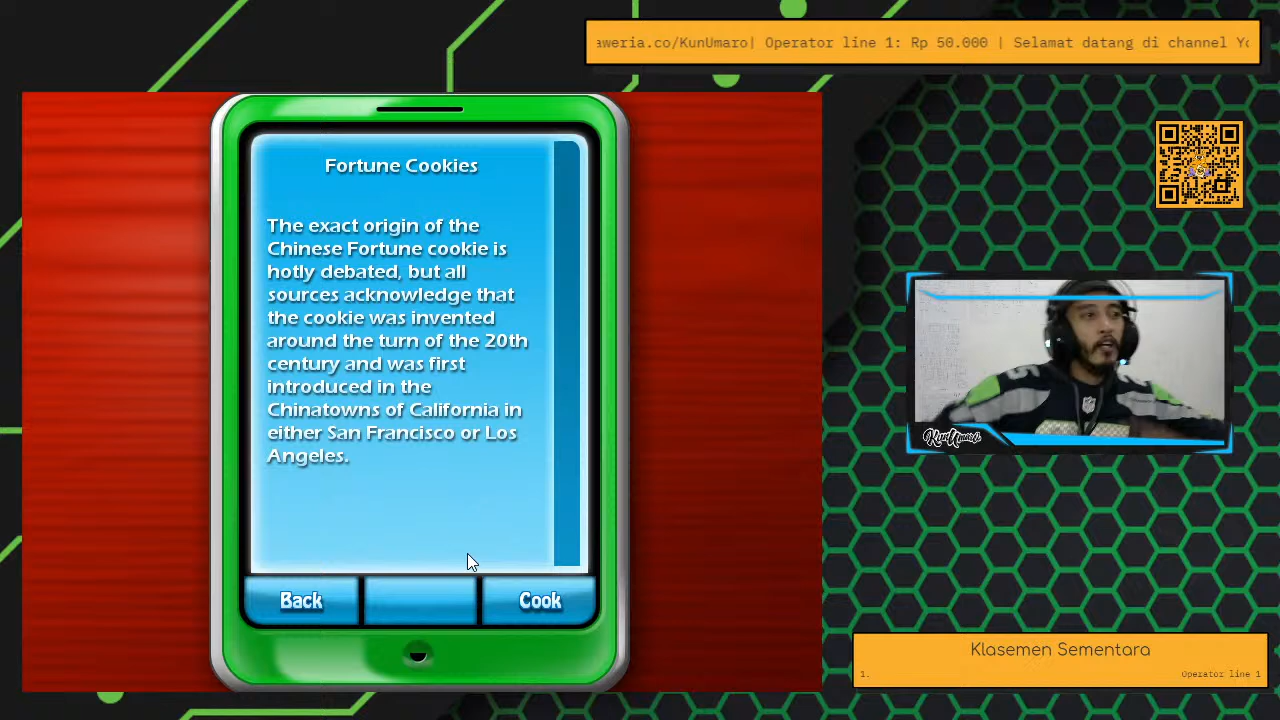 aweria.co/KunUmaro| Operator line 1: Rp 50.000 | Selamat datang di channel Yo
Fortune Cookies
The exact origin of the
Chinese Fortune cookie is
hotly debated, but all
sources acknowledge that
the cookie was invented
around the turn of the 20th
century and was first
introduced in the
Chinatowns of California in
either San Francisco or Los
Angeles.
Back
Cook
KunUmaro
Klasemen Sementara
1.
Operator line 1